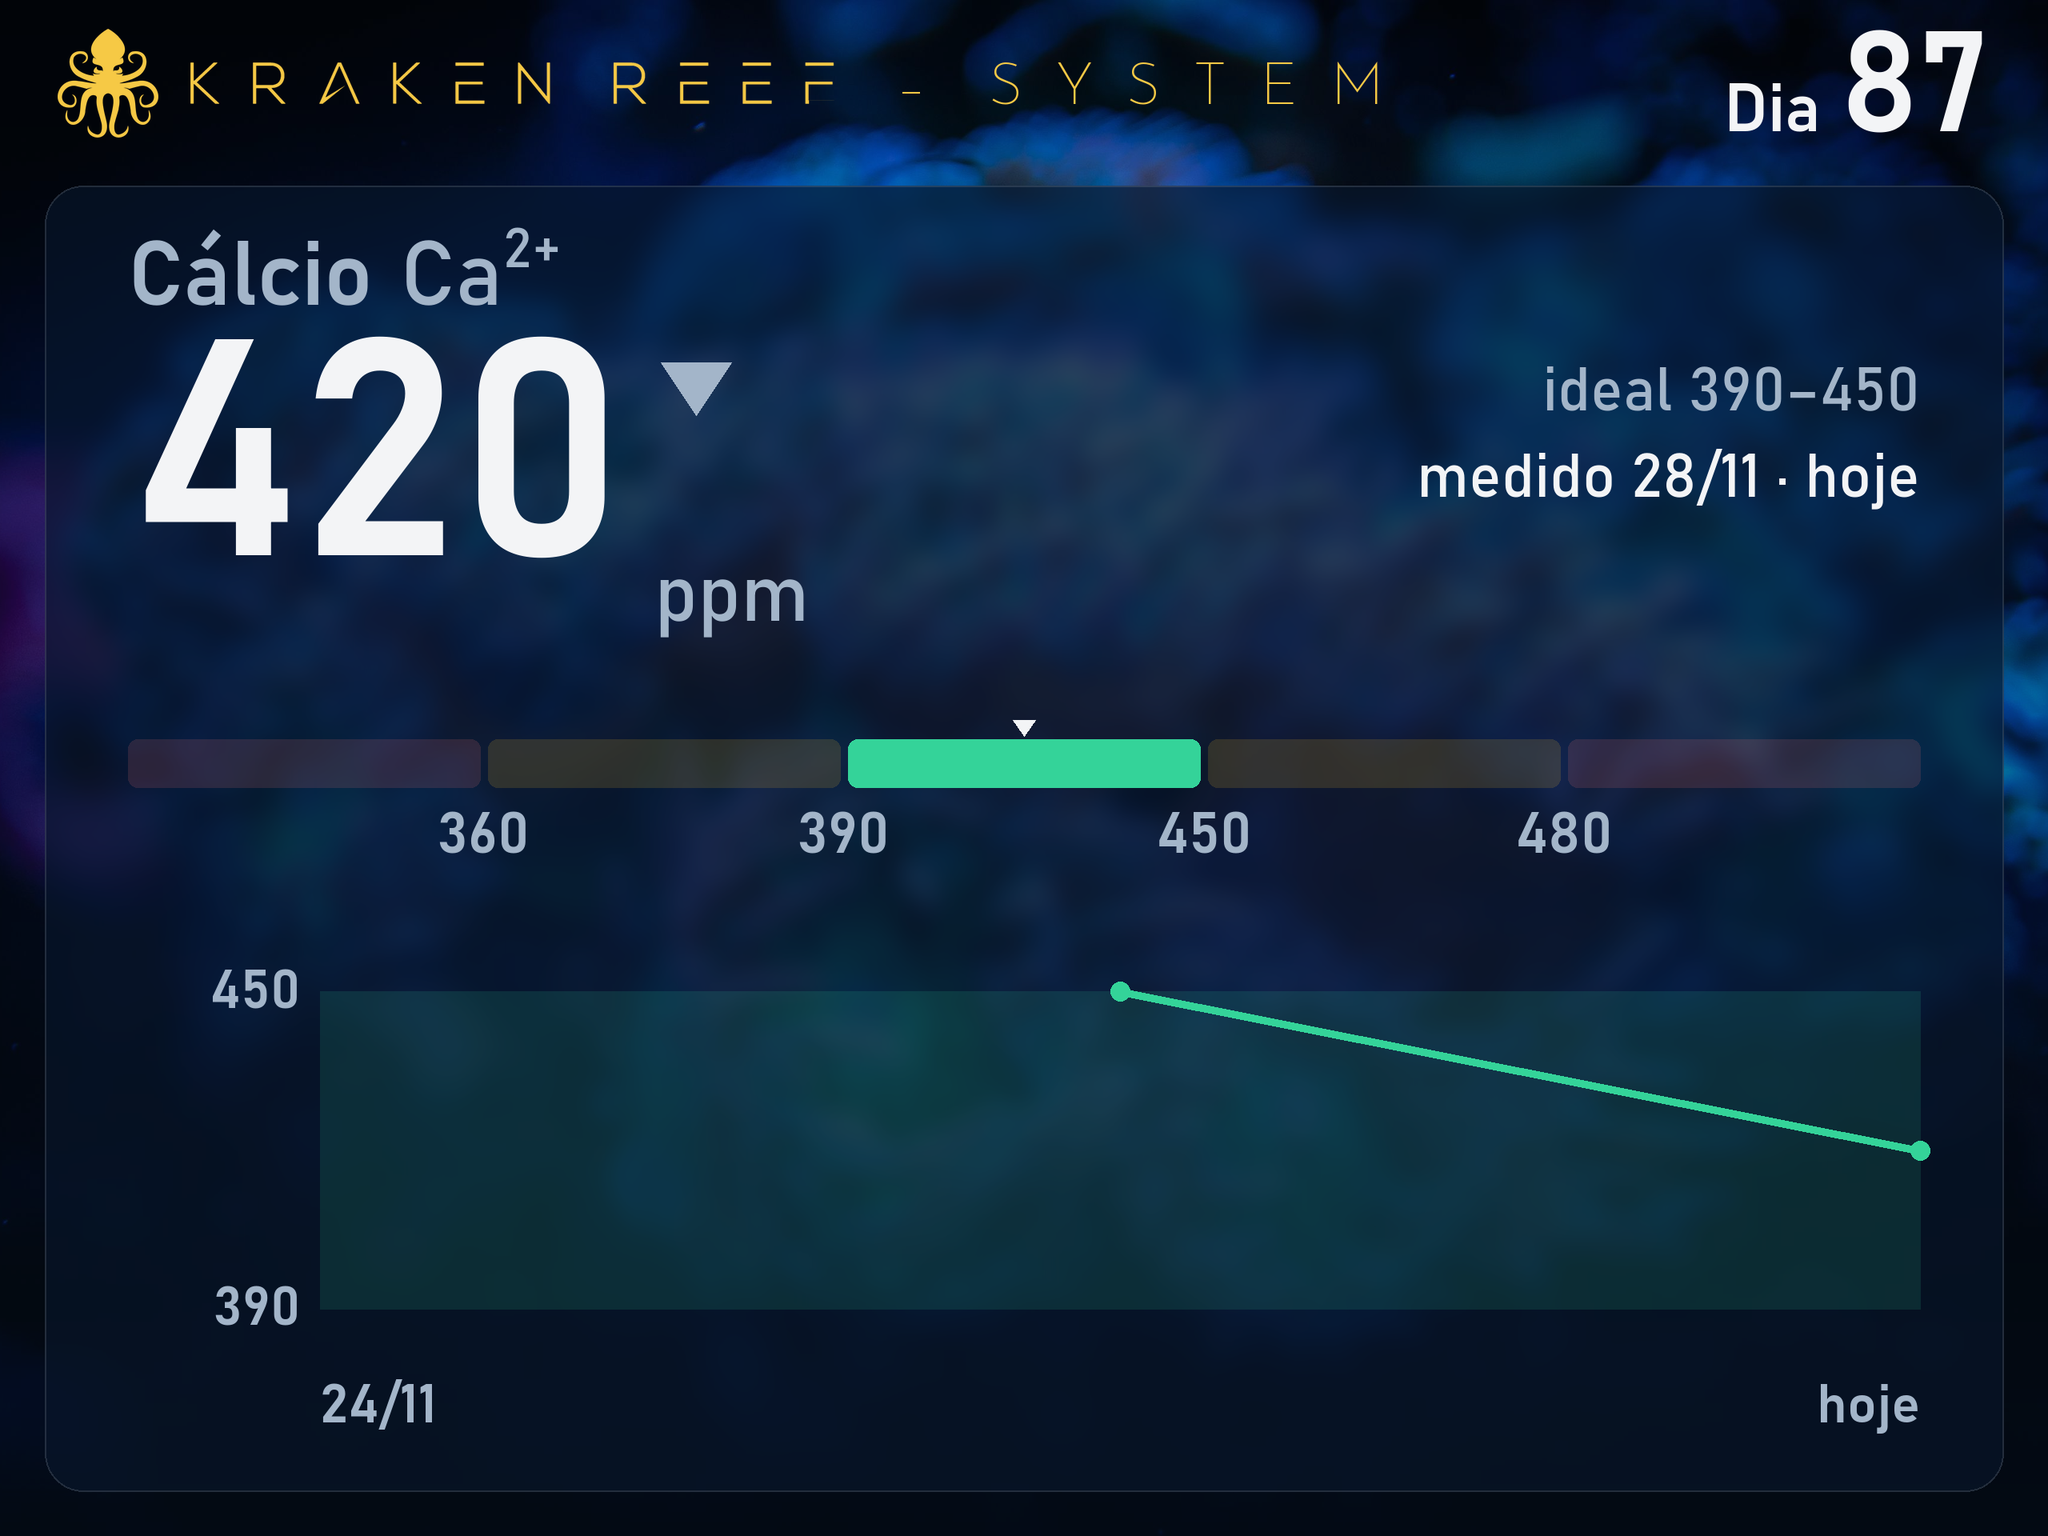 KRAKEN REEF - SYSTEM
Dia 87
Cálcio Ca²⁺
420
ppm
ideal 390–450
medido 28/11 · hoje
360 390 450 480
450
390
24/11 hoje